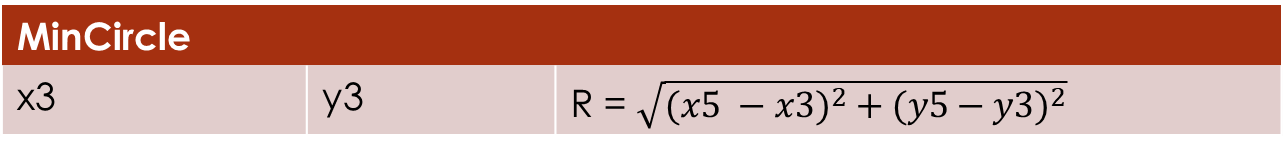 MinCircle
x3 y3 R = √(x5 − x3)² + (y5 − y3)²